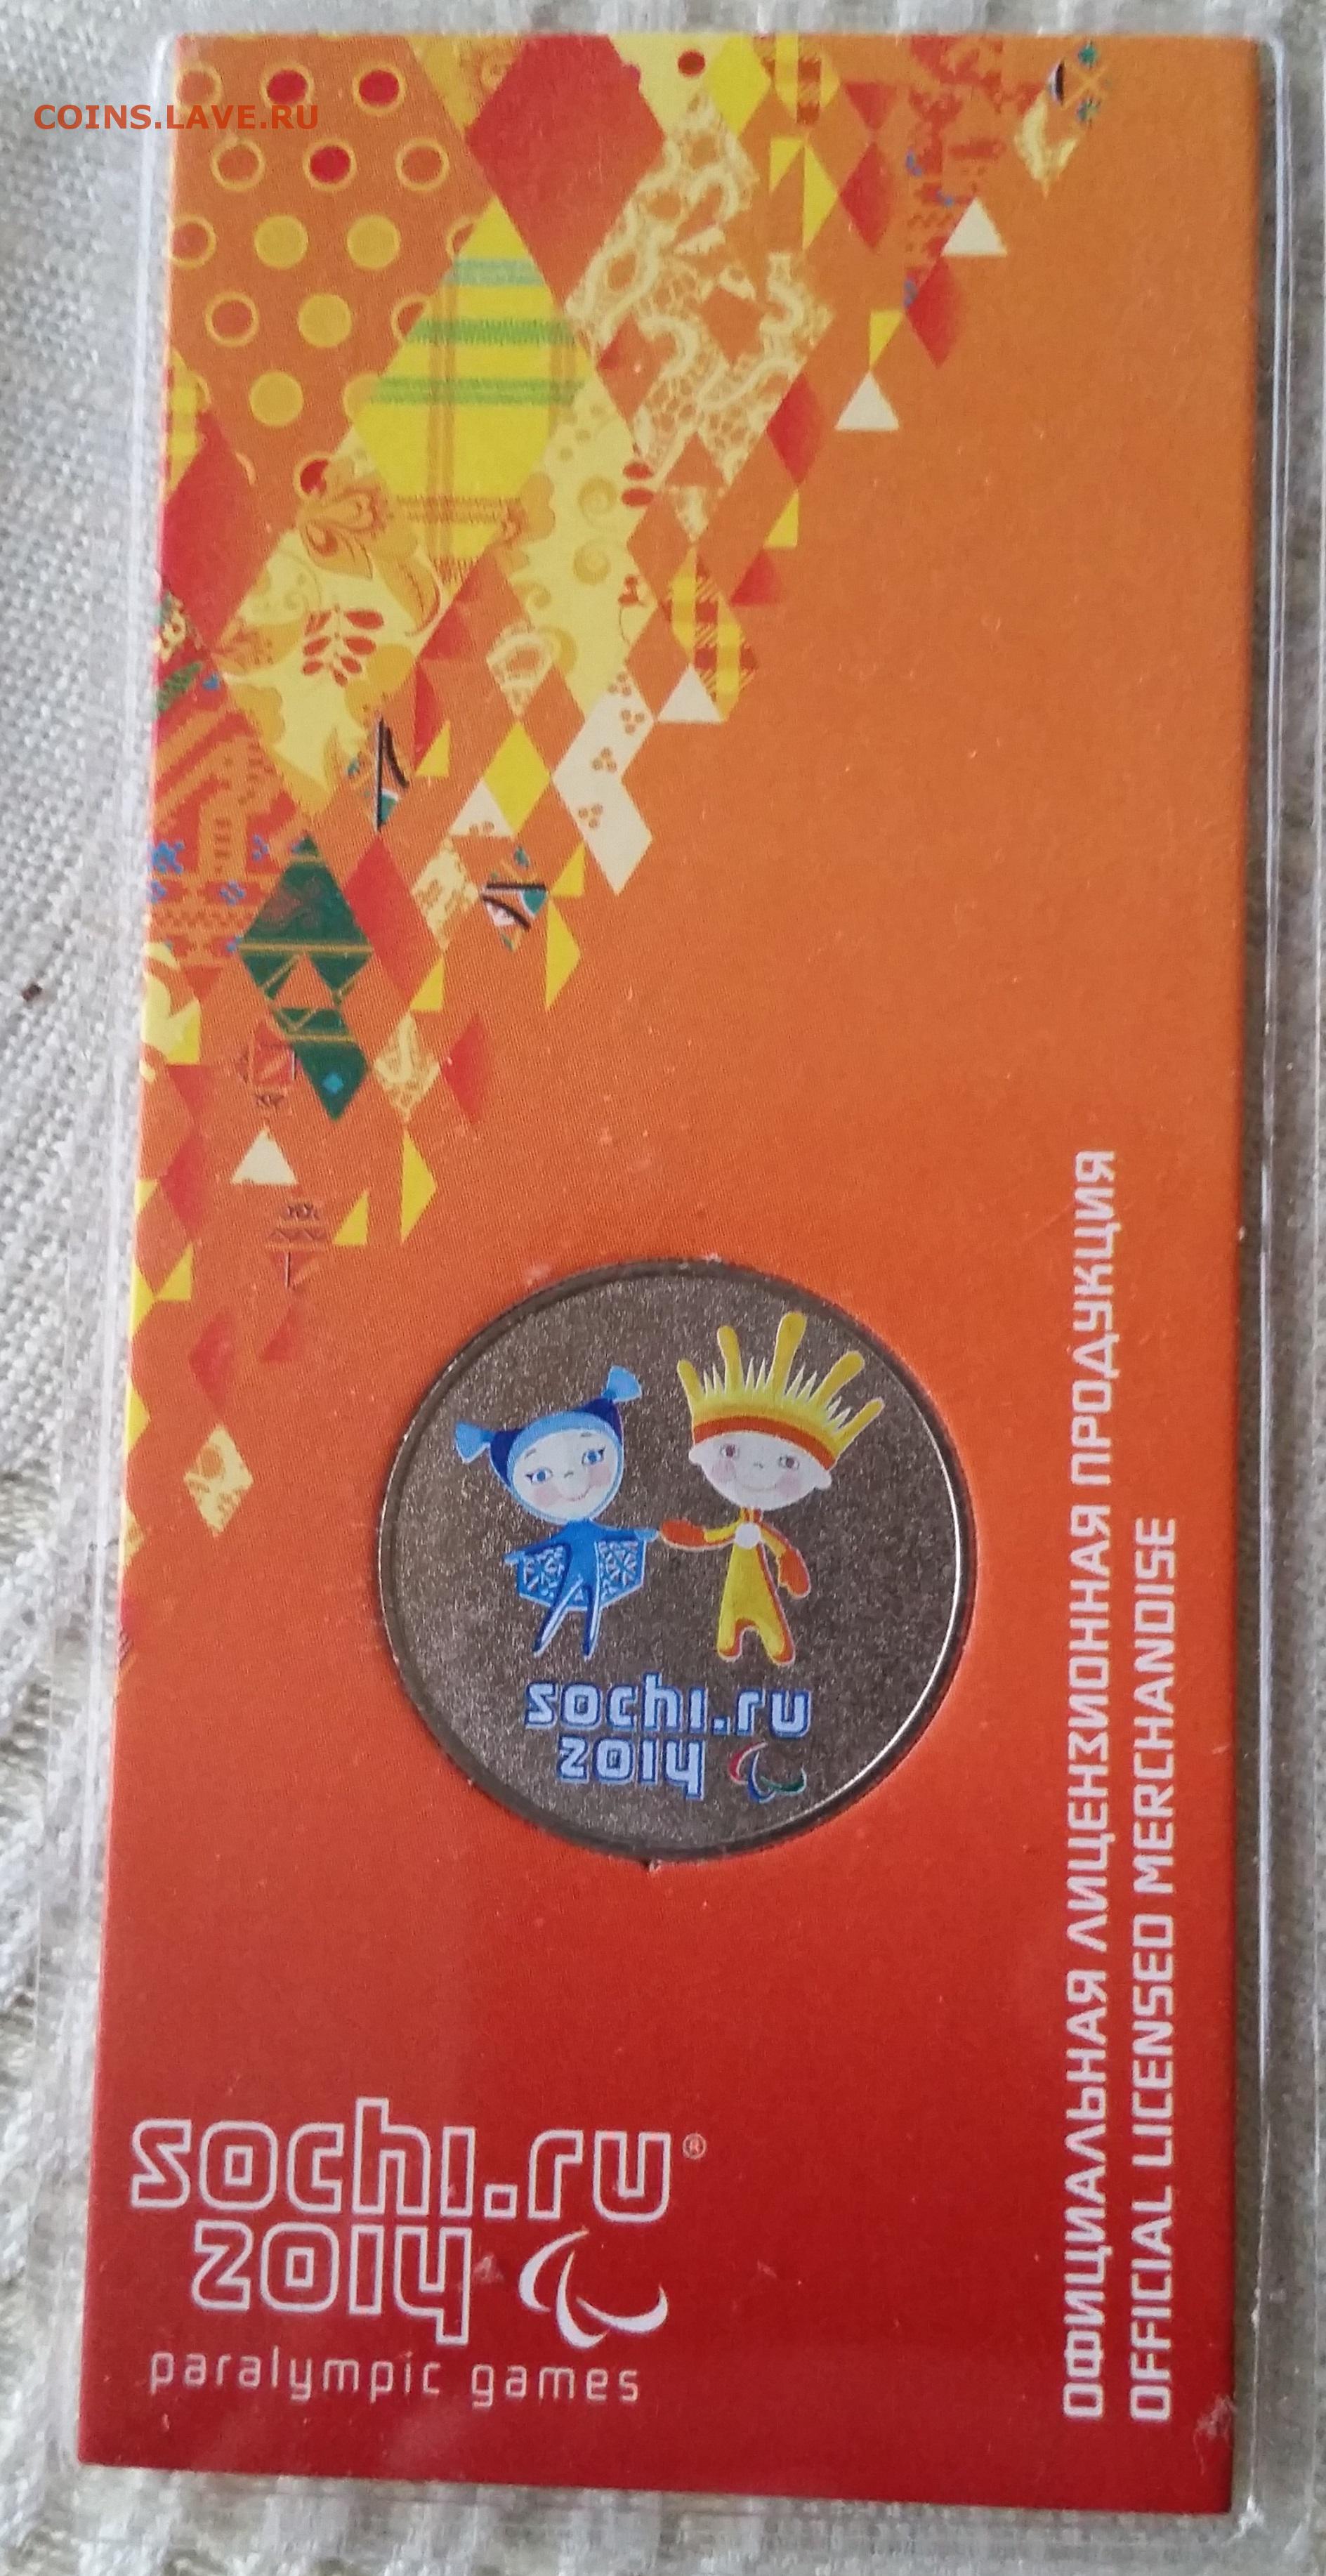 COINS.LAVE.RU
sochi.ru
2014
sochi.ru®
2014
paralympic games
ОФИЦИАЛЬНАЯ ЛИЦЕНЗИОННАЯ ПРОДУКЦИЯ
OFFICIAL LICENSED MERCHANDISE